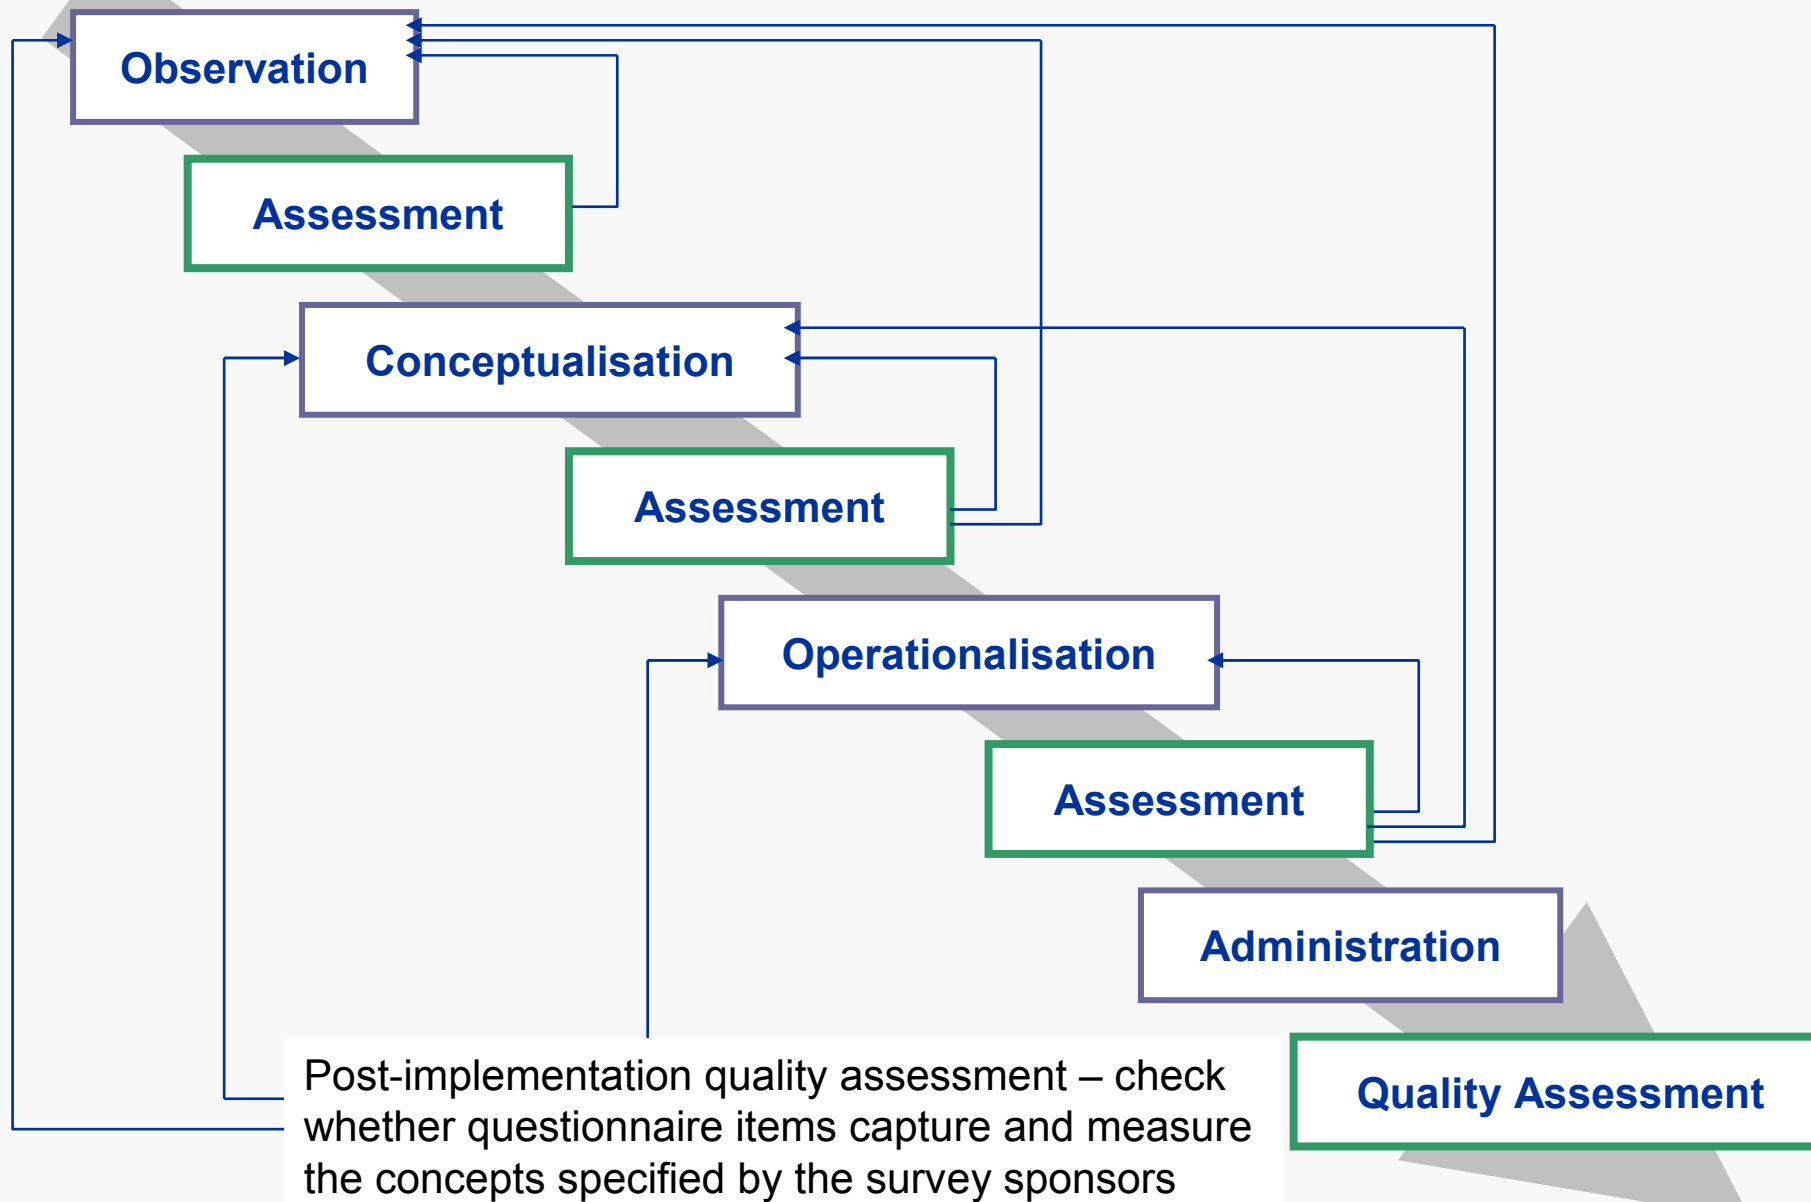 Observation
Assessment
Conceptualisation
Assessment
Operationalisation
Assessment
Administration
Quality Assessment
Post-implementation quality assessment – check
whether questionnaire items capture and measure
the concepts specified by the survey sponsors